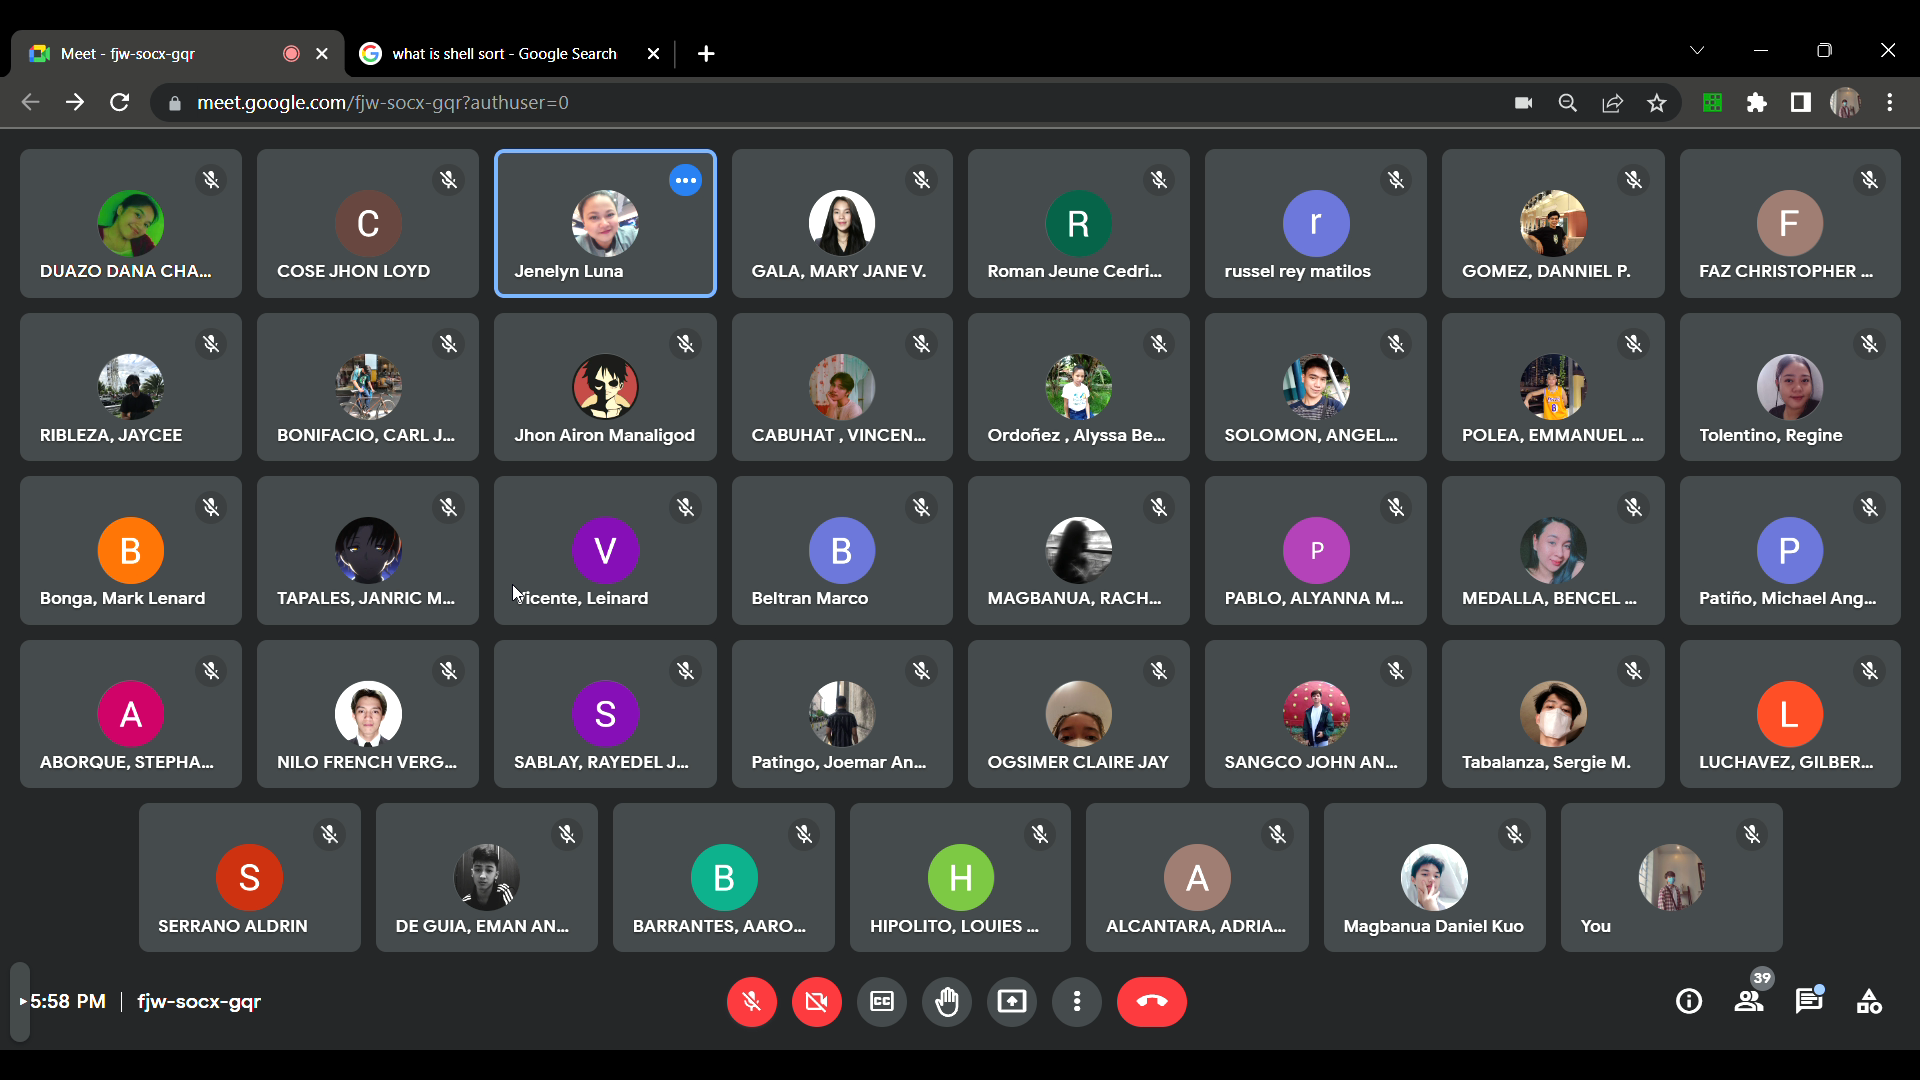 Meet - fjw-socx-gqr
what is shell sort - Google Search
meet.google.com/fjw-socx-gqr?authuser=0
DUAZO DANA CHA...
C
COSE JHON LOYD
Jenelyn Luna
GALA, MARY JANE V.
R
Roman Jeune Cedri...
r
russel rey matilos
GOMEZ, DANNIEL P.
F
FAZ CHRISTOPHER ...
RIBLEZA, JAYCEE
BONIFACIO, CARL J...
Jhon Airon Manaligod
CABUHAT , VINCEN...
Ordoñez , Alyssa Be...
SOLOMON, ANGEL...
POLEA, EMMANUEL ...
Tolentino, Regine
B
Bonga, Mark Lenard
TAPALES, JANRIC M...
V
Vicente, Leinard
B
Beltran Marco
MAGBANUA, RACH...
P
PABLO, ALYANNA M...
MEDALLA, BENCEL ...
P
Patiño, Michael Ang...
A
ABORQUE, STEPHA...
NILO FRENCH VERG...
S
SABLAY, RAYEDEL J...
Patingo, Joemar An...
OGSIMER CLAIRE JAY
SANGCO JOHN AN...
Tabalanza, Sergie M.
L
LUCHAVEZ, GILBER...
S
SERRANO ALDRIN
DE GUIA, EMAN AN...
B
BARRANTES, AARO...
H
HIPOLITO, LOUIES ...
A
ALCANTARA, ADRIA...
Magbanua Daniel Kuo
You
5:58 PM | fjw-socx-gqr
39